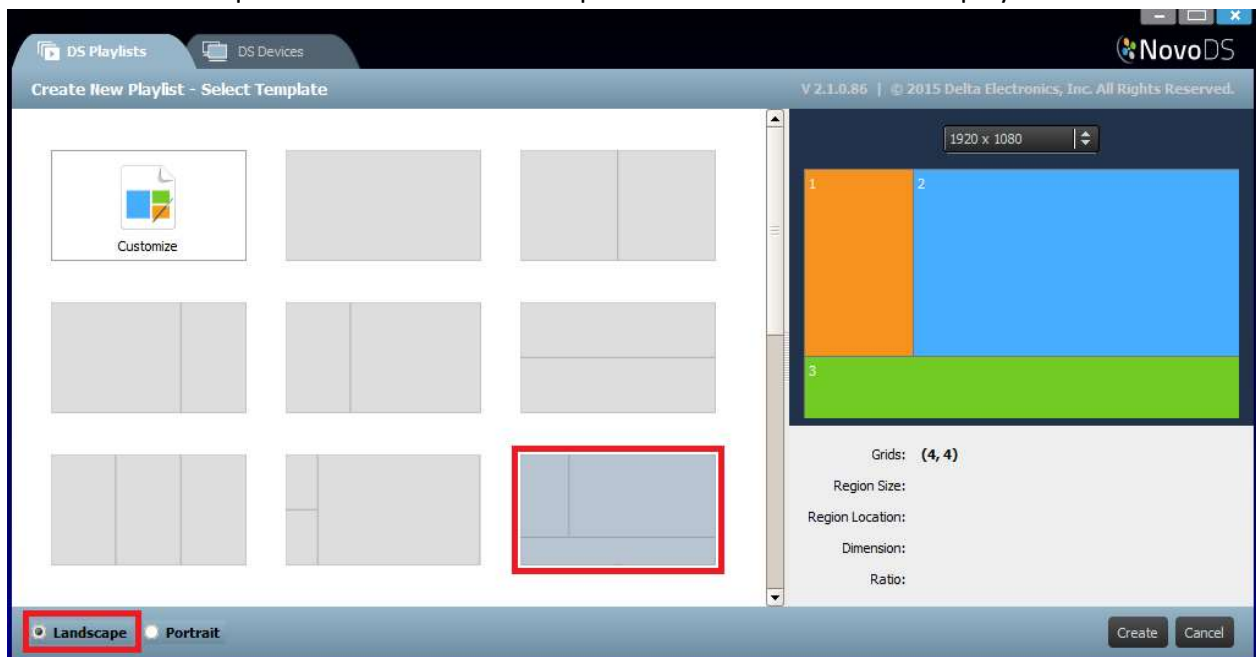 DS Playlists
DS Devices
NovoDS
Create New Playlist - Select Template
V 2.1.0.86 | © 2015 Delta Electronics, Inc. All Rights Reserved.
1920 x 1080
Customize
1
2
3
Grids: (4, 4)
Region Size:
Region Location:
Dimension:
Ratio:
Landscape
Portrait
Create
Cancel